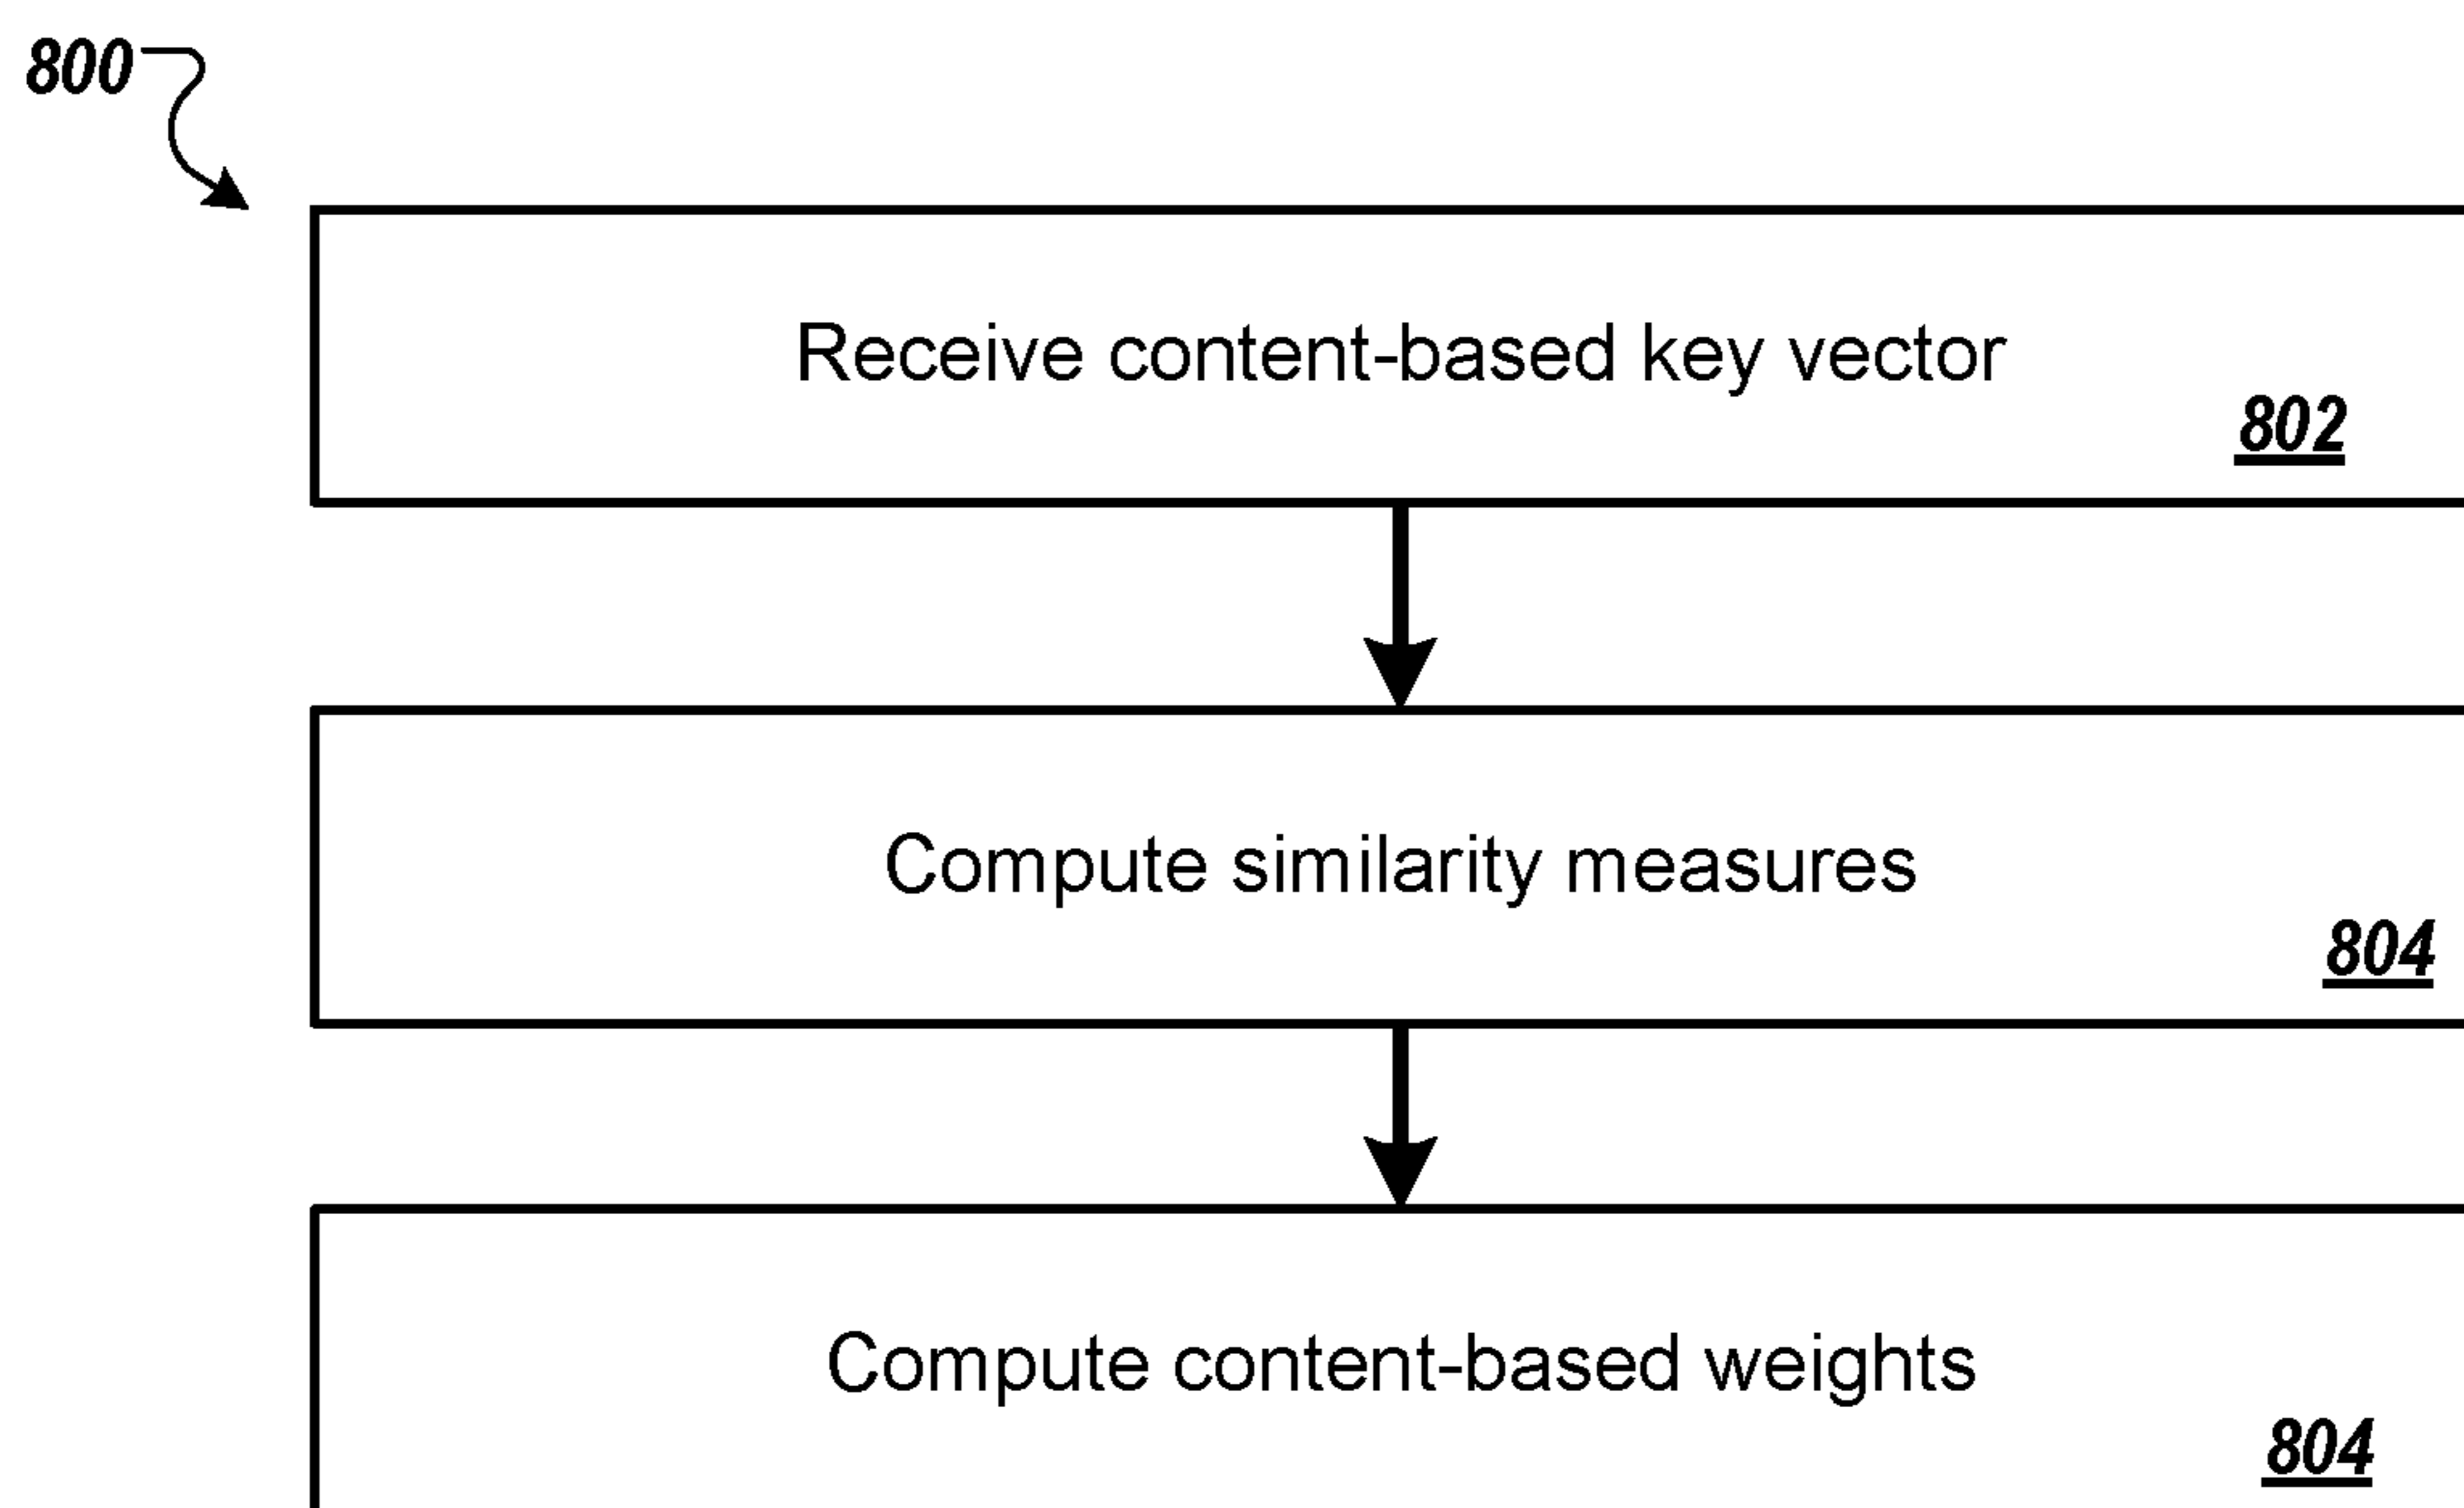 800
Receive content-based key vector
802
Compute similarity measures
804
Compute content-based weights
804